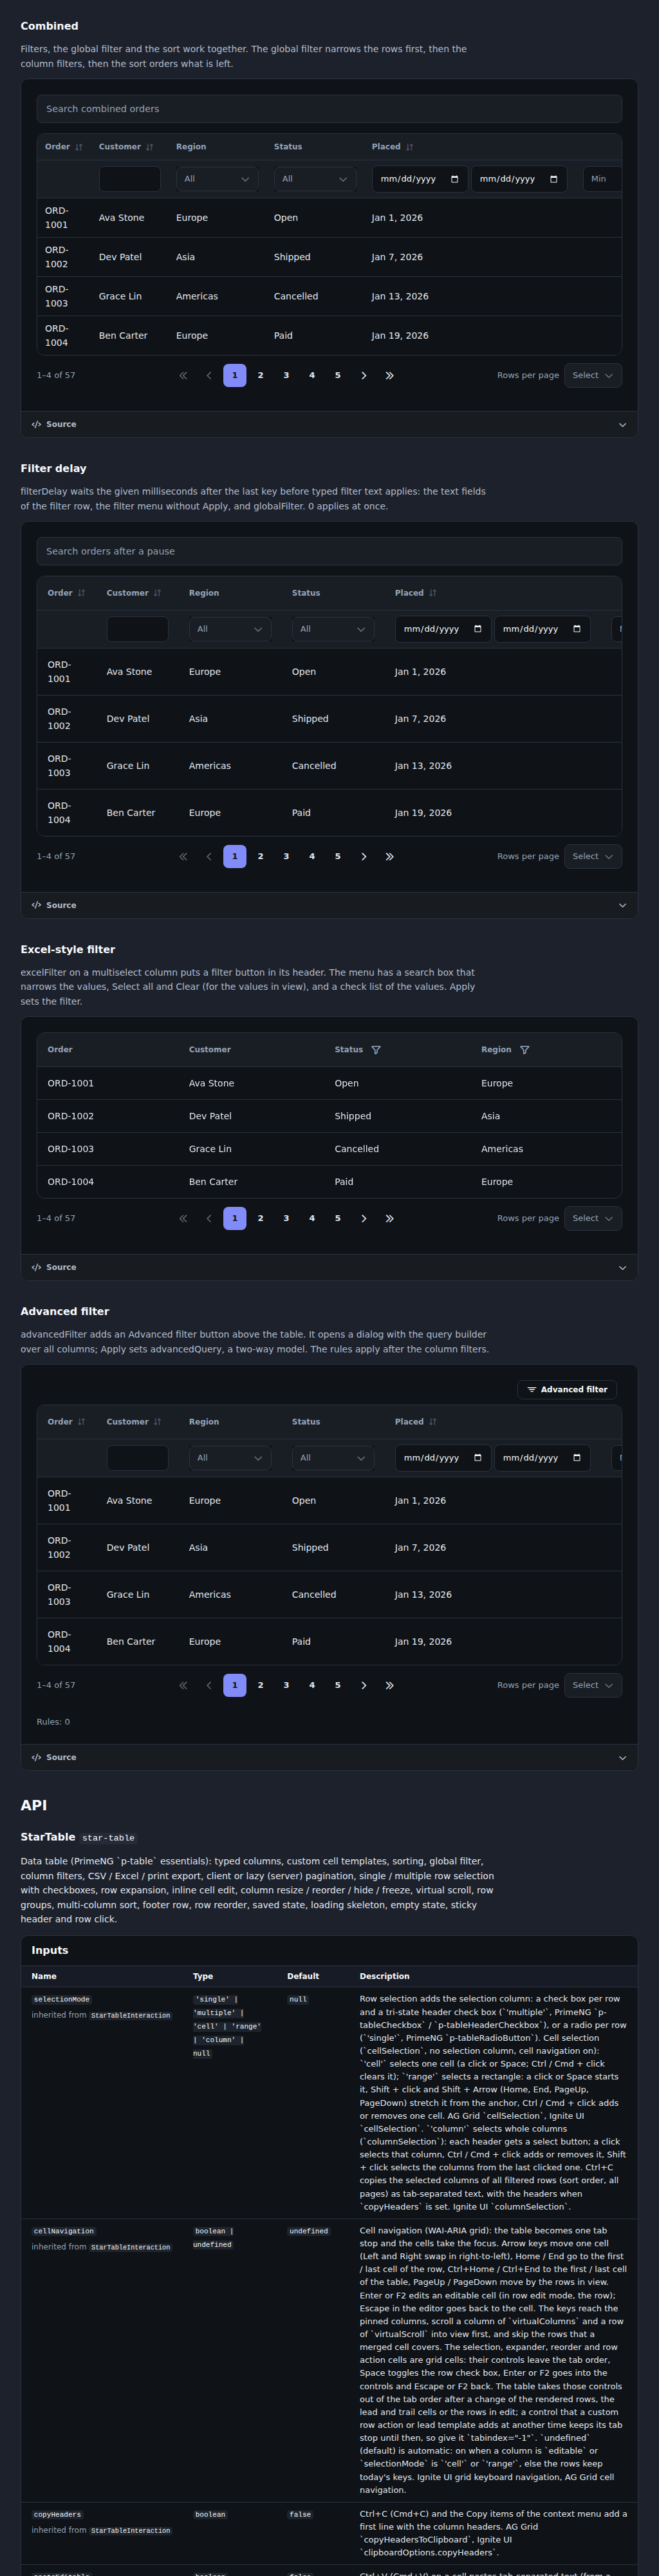 Combined
Filters, the global filter and the sort work together. The global filter narrows the rows first, then the
column filters, then the sort orders what is left.
Search combined orders
Order Customer Region Status Placed
All All mm/dd/yyyy mm/dd/yyyy Min
ORD-
1001 Ava Stone Europe Open Jan 1, 2026
ORD-
1002 Dev Patel Asia Shipped Jan 7, 2026
ORD-
1003 Grace Lin Americas Cancelled Jan 13, 2026
ORD-
1004 Ben Carter Europe Paid Jan 19, 2026
1–4 of 57 1 2 3 4 5 Rows per page Select
Source
Filter delay
filterDelay waits the given milliseconds after the last key before typed filter text applies: the text fields
of the filter row, the filter menu without Apply, and globalFilter. 0 applies at once.
Search orders after a pause
Order Customer Region Status Placed
All All mm/dd/yyyy mm/dd/yyyy
ORD-
1001 Ava Stone Europe Open Jan 1, 2026
ORD-
1002 Dev Patel Asia Shipped Jan 7, 2026
ORD-
1003 Grace Lin Americas Cancelled Jan 13, 2026
ORD-
1004 Ben Carter Europe Paid Jan 19, 2026
1–4 of 57 1 2 3 4 5 Rows per page Select
Source
Excel-style filter
excelFilter on a multiselect column puts a filter button in its header. The menu has a search box that
narrows the values, Select all and Clear (for the values in view), and a check list of the values. Apply
sets the filter.
Order Customer Status Region
ORD-1001 Ava Stone Open Europe
ORD-1002 Dev Patel Shipped Asia
ORD-1003 Grace Lin Cancelled Americas
ORD-1004 Ben Carter Paid Europe
1–4 of 57 1 2 3 4 5 Rows per page Select
Source
Advanced filter
advancedFilter adds an Advanced filter button above the table. It opens a dialog with the query builder
over all columns; Apply sets advancedQuery, a two-way model. The rules apply after the column filters.
Advanced filter
Order Customer Region Status Placed
All All mm/dd/yyyy mm/dd/yyyy
ORD-
1001 Ava Stone Europe Open Jan 1, 2026
ORD-
1002 Dev Patel Asia Shipped Jan 7, 2026
ORD-
1003 Grace Lin Americas Cancelled Jan 13, 2026
ORD-
1004 Ben Carter Europe Paid Jan 19, 2026
1–4 of 57 1 2 3 4 5 Rows per page Select
Rules: 0
Source
API
StarTable star-table
Data table (PrimeNG `p-table` essentials): typed columns, custom cell templates, sorting, global filter,
column filters, CSV / Excel / print export, client or lazy (server) pagination, single / multiple row selection
with checkboxes, row expansion, inline cell edit, column resize / reorder / hide / freeze, virtual scroll, row
groups, multi-column sort, footer row, row reorder, saved state, loading skeleton, empty state, sticky
header and row click.
Inputs
Name Type Default Description
selectionMode
inherited from StarTableInteraction
'single' |
'multiple' |
'cell' | 'range'
| 'column' |
null
null
Row selection adds the selection column: a check box per row
and a tri-state header check box (`'multiple'`, PrimeNG `p-
tableCheckbox` / `p-tableHeaderCheckbox`), or a radio per row
(`'single'`, PrimeNG `p-tableRadioButton`). Cell selection
(`cellSelection`, no selection column, cell navigation on):
`'cell'` selects one cell (a click or Space; Ctrl / Cmd + click
clears it); `'range'` selects a rectangle: a click or Space starts
it, Shift + click and Shift + Arrow (Home, End, PageUp,
PageDown) stretch it from the anchor, Ctrl / Cmd + click adds
or removes one cell. AG Grid `cellSelection`, Ignite UI
`cellSelection`. `'column'` selects whole columns
(`columnSelection`): each header gets a select button; a click
selects that column, Ctrl / Cmd + click adds or removes it, Shift
+ click selects the columns from the last clicked one. Ctrl+C
copies the selected columns of all filtered rows (sort order, all
pages) as tab-separated text, with the headers when
`copyHeaders` is set. Ignite UI `columnSelection`.
cellNavigation
inherited from StarTableInteraction
boolean |
undefined
undefined
Cell navigation (WAI-ARIA grid): the table becomes one tab
stop and the cells take the focus. Arrow keys move one cell
(Left and Right swap in right-to-left), Home / End go to the first
/ last cell of the row, Ctrl+Home / Ctrl+End to the first / last cell
of the table, PageUp / PageDown move by the rows in view.
Enter or F2 edits an editable cell (in row edit mode, the row);
Escape in the editor goes back to the cell. The keys reach the
pinned columns, scroll a column of `virtualColumns` and a row
of `virtualScroll` into view first, and skip the rows that a
merged cell covers. The selection, expander, reorder and row
action cells are grid cells: their controls leave the tab order,
Space toggles the row check box, Enter or F2 goes into the
controls and Escape or F2 back. The table takes those controls
out of the tab order after a change of the rendered rows, the
lead and trail cells or the rows in edit; a control that a custom
row action or lead template adds at another time keeps its tab
stop until then, so give it `tabindex="-1"`. `undefined`
(default) is automatic: on when a column is `editable` or
`selectionMode` is `'cell'` or `'range'`, else the rows keep
today's keys. Ignite UI grid keyboard navigation, AG Grid cell
navigation.
copyHeaders
inherited from StarTableInteraction
boolean
false
Ctrl+C (Cmd+C) and the Copy items of the context menu add a
first line with the column headers. AG Grid
`copyHeadersToClipboard`, Ignite UI
`clipboardOptions.copyHeaders`.